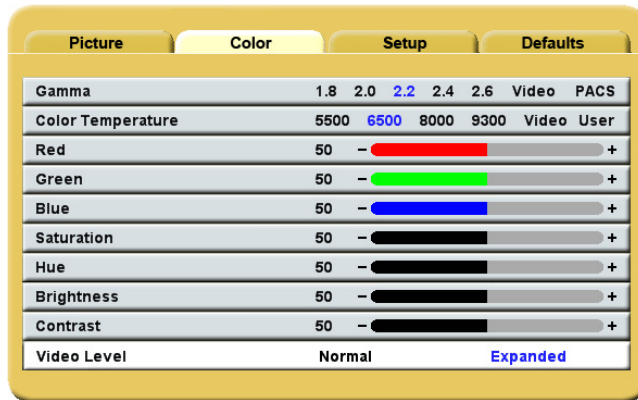 Picture Color Setup Defaults
Gamma 1.8 2.0 2.2 2.4 2.6 Video PACS
Color Temperature 5500 6500 8000 9300 Video User
Red 50 − +
Green 50 − +
Blue 50 − +
Saturation 50 − +
Hue 50 − +
Brightness 50 − +
Contrast 50 − +
Video Level Normal Expanded